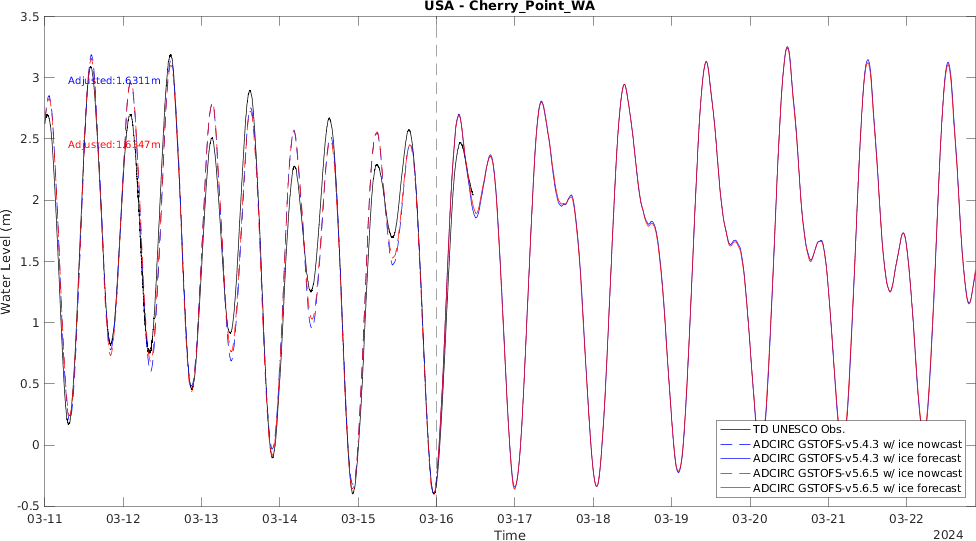 USA - Cherry_Point_WA
3.5
3
2.5
2
1.5
1
0.5
0
-0.5
Water Level (m)
Adjusted:1.6311m
Adjusted:1.6347m
TD UNESCO Obs.
ADCIRC GSTOFS-v5.4.3 w/ ice nowcast
ADCIRC GSTOFS-v5.4.3 w/ ice forecast
ADCIRC GSTOFS-v5.6.5 w/ ice nowcast
ADCIRC GSTOFS-v5.6.5 w/ ice forecast
03-11 03-12 03-13 03-14 03-15 03-16 03-17 03-18 03-19 03-20 03-21 03-22
Time
2024